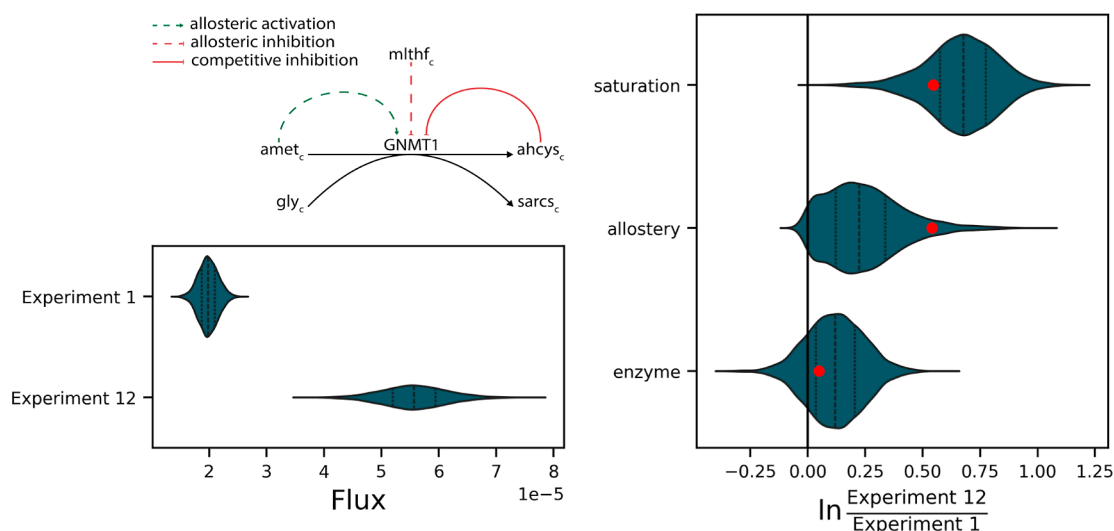 allosteric activation
allosteric inhibition
competitive inhibition
mlthf_c
GNMT1
amet_c
ahcys_c
gly_c
sarcs_c
Experiment 1
Experiment 12
2 3 4 5 6 7 8
1e−5
Flux
saturation
allostery
enzyme
−0.25 0.00 0.25 0.50 0.75 1.00 1.25
ln Experiment 12
Experiment 1